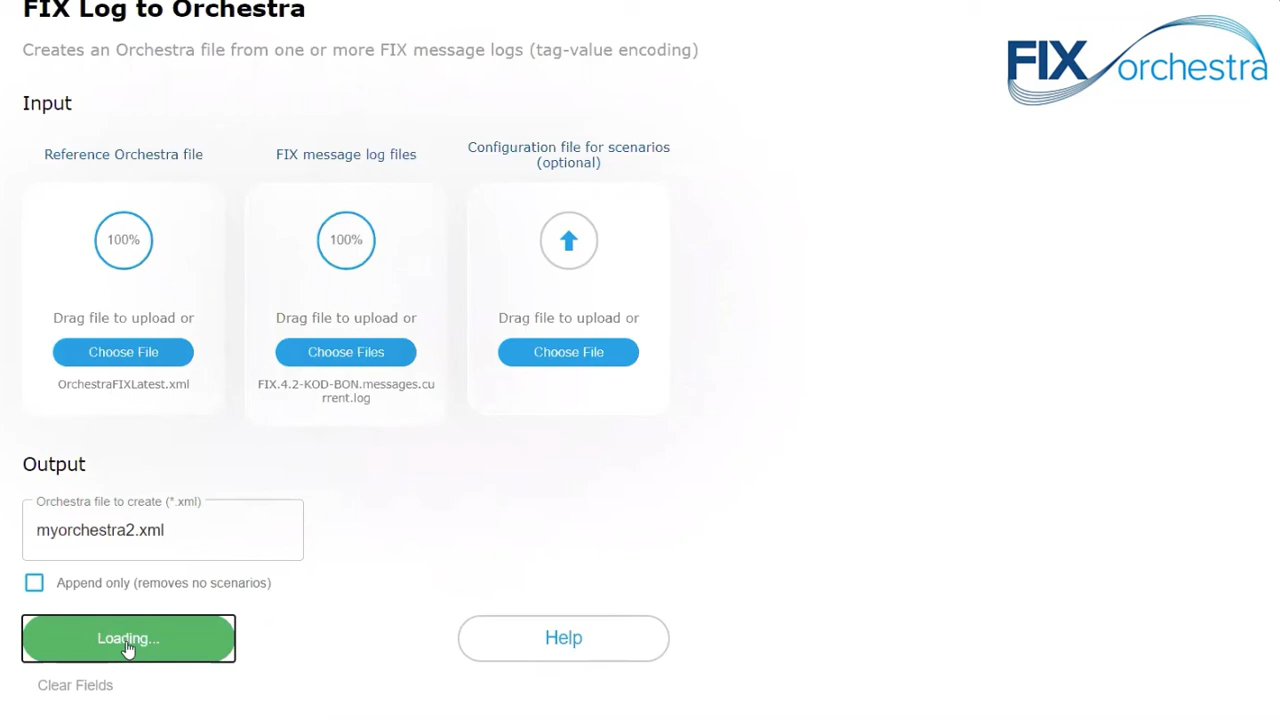 FIX Log to Orchestra
Creates an Orchestra file from one or more FIX message logs (tag-value encoding)
FIX orchestra
Input
Reference Orchestra file
FIX message log files
Configuration file for scenarios
(optional)
100%
100%
Drag file to upload or
Drag file to upload or
Drag file to upload or
Choose File
Choose Files
Choose File
OrchestraFIXLatest.xml
FIX.4.2-KOD-BON.messages.cu
rrent.log
Output
Orchestra file to create (*.xml)
myorchestra2.xml
Append only (removes no scenarios)
Loading...
Help
Clear Fields